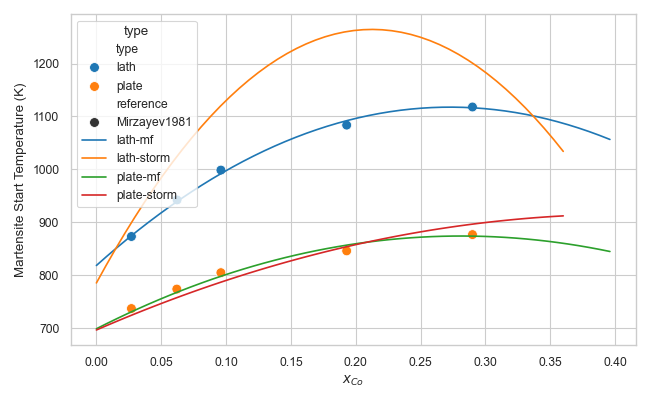 type
type
lath
plate
reference
Mirzayev1981
lath-mf
lath-storm
plate-mf
plate-storm
Martensite Start Temperature (K)
1200
1100
1000
900
800
700
0.00 0.05 0.10 0.15 0.20 0.25 0.30 0.35 0.40
x_Co